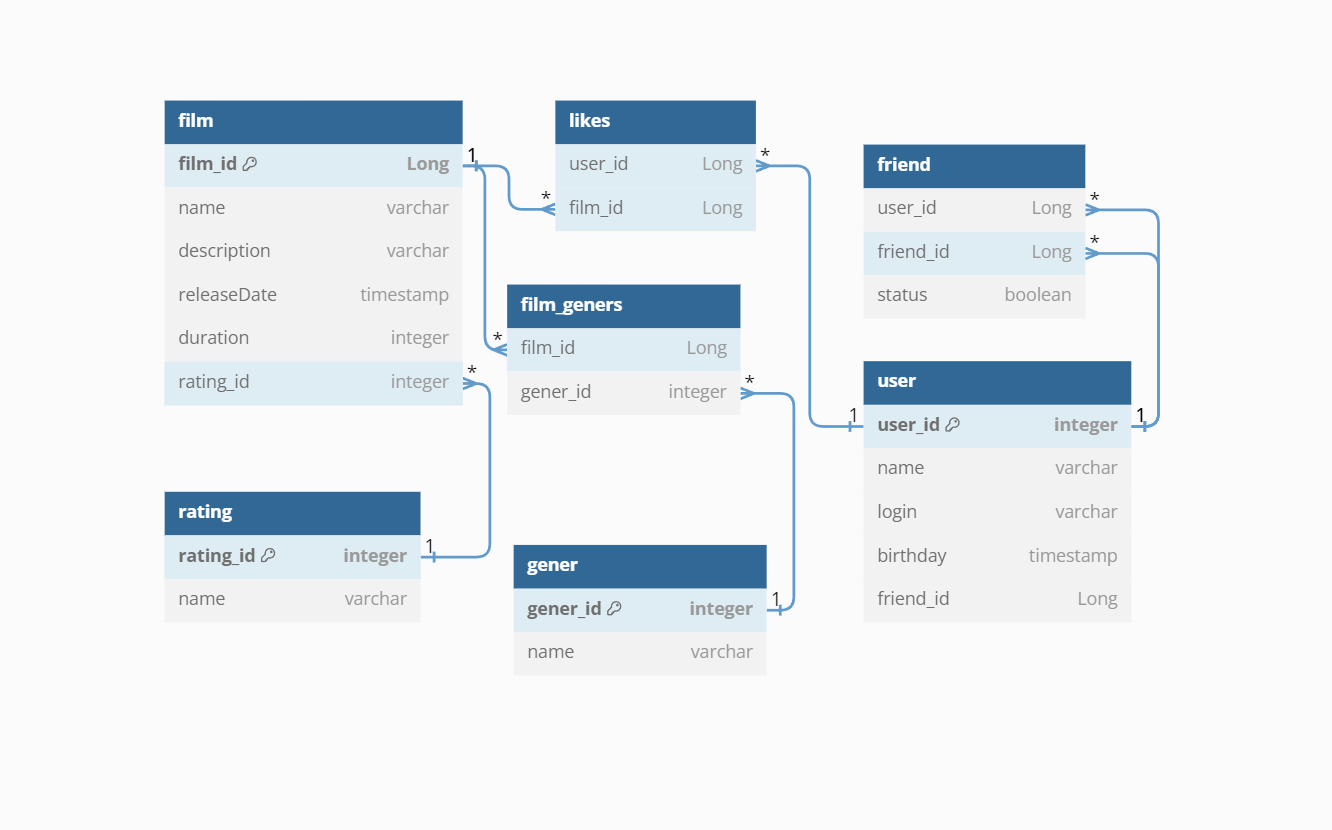 film
film_id Long
name varchar
description varchar
releaseDate timestamp
duration integer
rating_id integer
likes
user_id Long
film_id Long
friend
user_id Long
friend_id Long
status boolean
film_geners
film_id Long
gener_id integer
user
user_id integer
name varchar
login varchar
birthday timestamp
friend_id Long
rating
rating_id integer
name varchar
gener
gener_id integer
name varchar
1
*
*
*
*
*
*
*
1
1
1
1